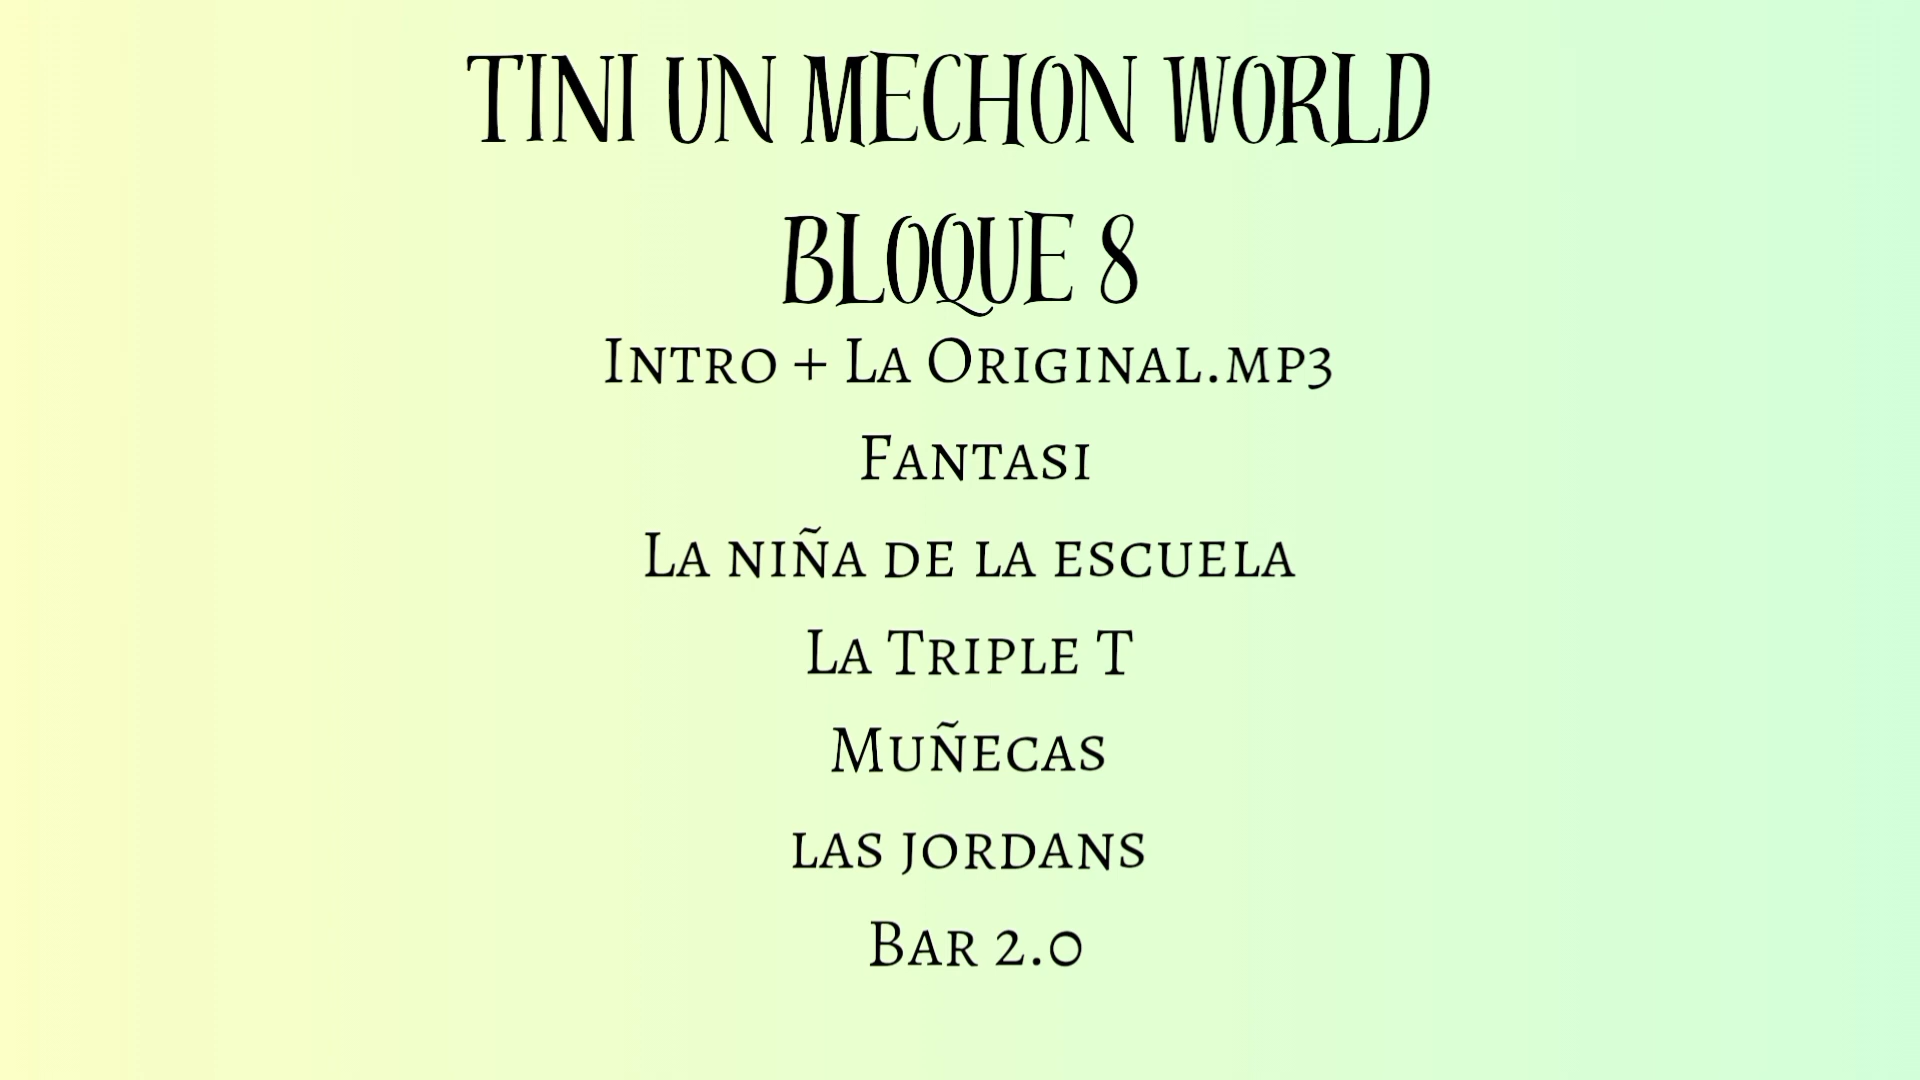 TINI UN MECHON WORLD
BLOQUE 8
Intro + La Original.mp3
Fantasi
La niña de la escuela
La Triple T
Muñecas
las jordans
Bar 2.0